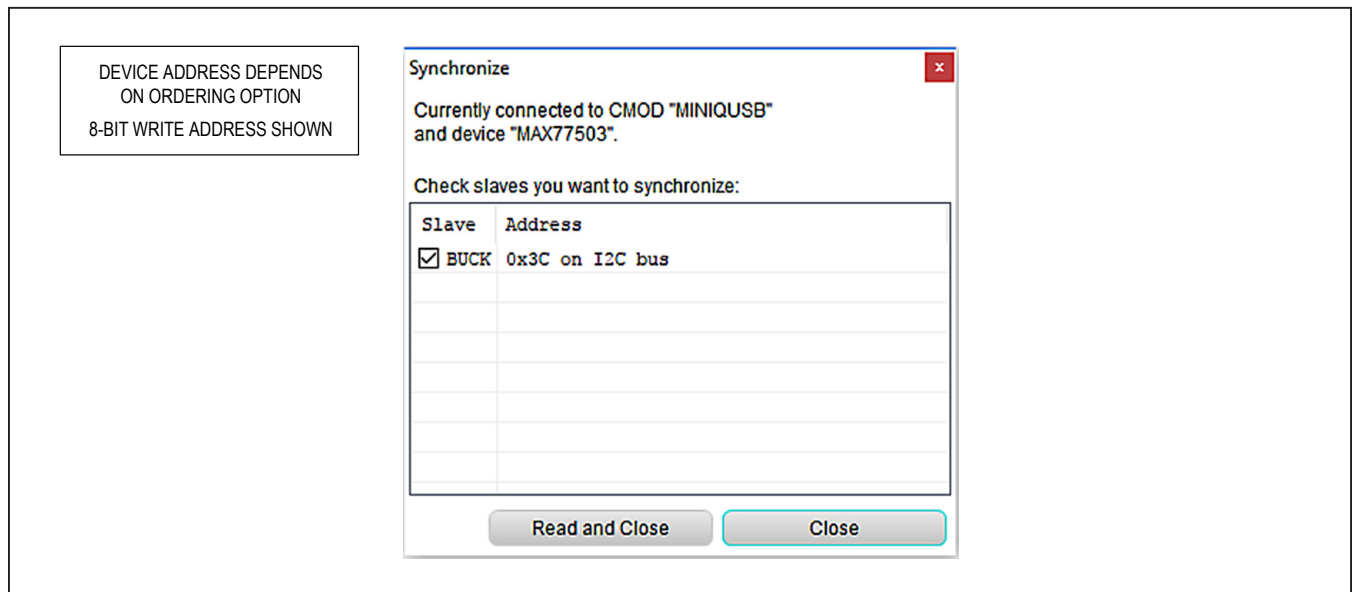 DEVICE ADDRESS DEPENDS
ON ORDERING OPTION
8-BIT WRITE ADDRESS SHOWN
Synchronize
x
Currently connected to CMOD "MINIQUSB"
and device "MAX77503".
Check slaves you want to synchronize:
Slave Address
BUCK 0x3C on I2C bus
Read and Close Close